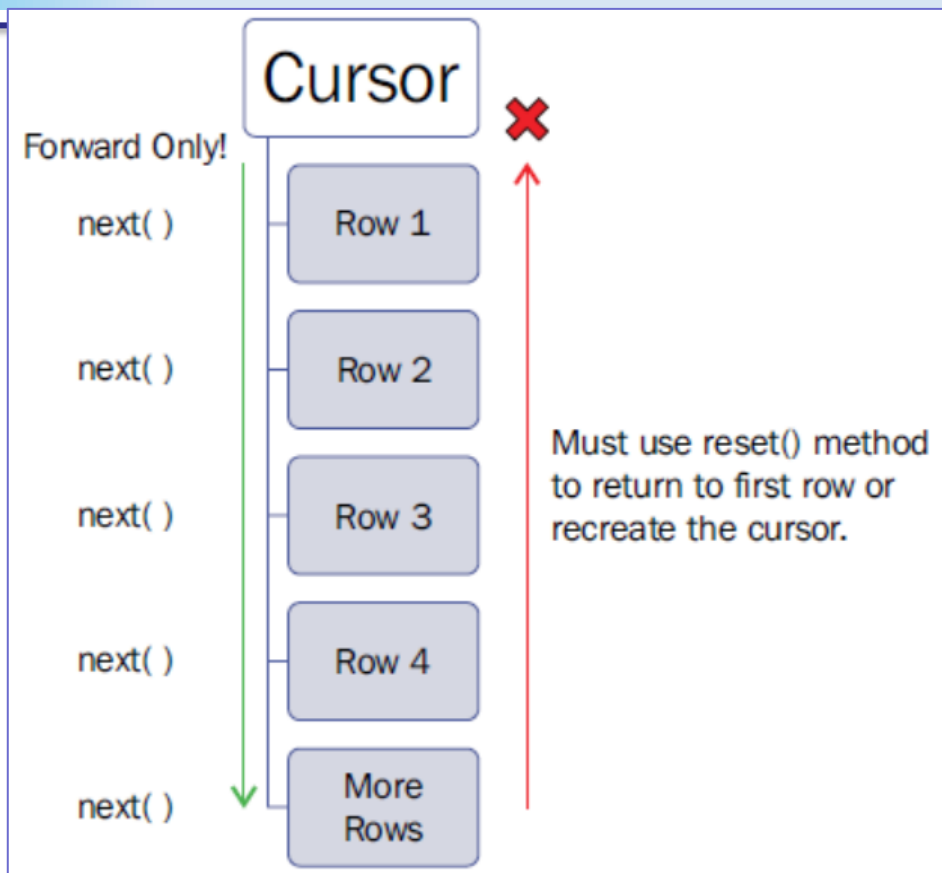 Cursor
Forward Only!
next( )
Row 1
next( )
Row 2
next( )
Row 3
next( )
Row 4
next( )
More
Rows
Must use reset() method
to return to first row or
recreate the cursor.